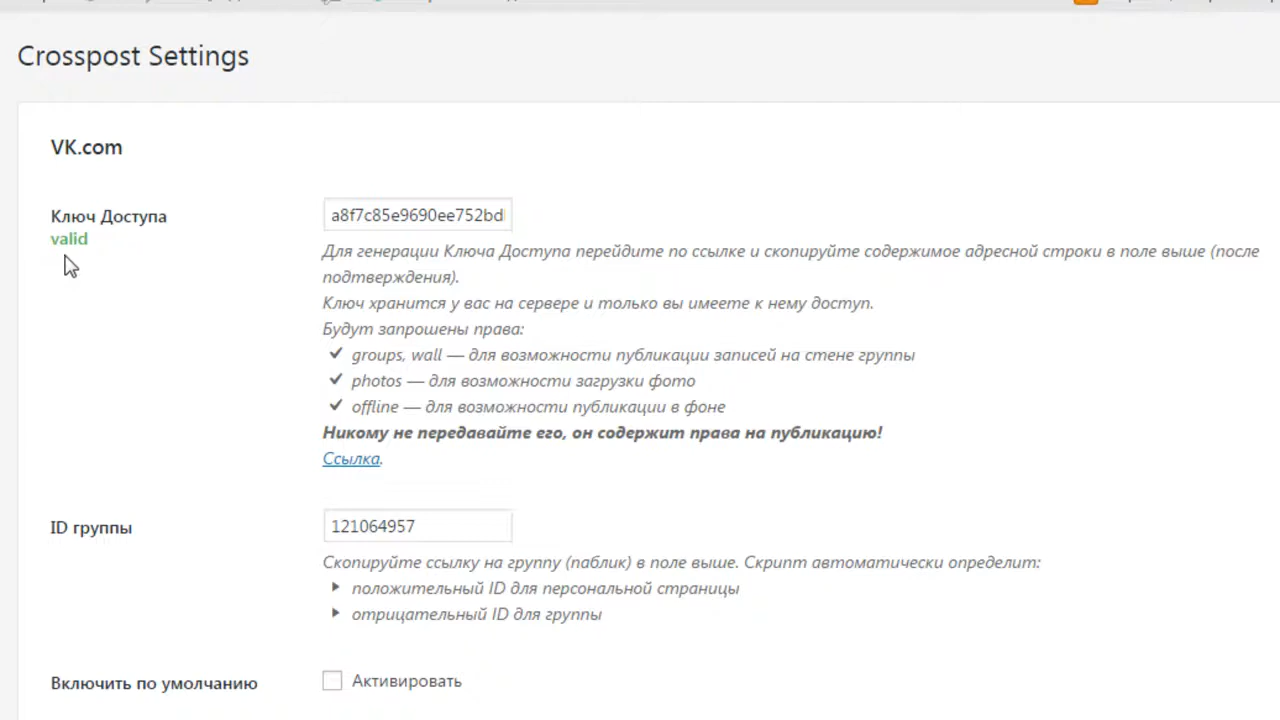 Crosspost Settings
VK.com
Ключ Доступа
valid
a8f7c85e9690ee752bd
Для генерации Ключа Доступа перейдите по ссылке и скопируйте содержимое адресной строки в поле выше (после
подтверждения).
Ключ хранится у вас на сервере и только вы имеете к нему доступ.
Будут запрошены права:
groups, wall — для возможности публикации записей на стене группы
photos — для возможности загрузки фото
offline — для возможности публикации в фоне
Никому не передавайте его, он содержит права на публикацию!
Ссылка.
ID группы
121064957
Скопируйте ссылку на группу (паблик) в поле выше. Скрипт автоматически определит:
положительный ID для персональной страницы
отрицательный ID для группы
Включить по умолчанию
Активировать